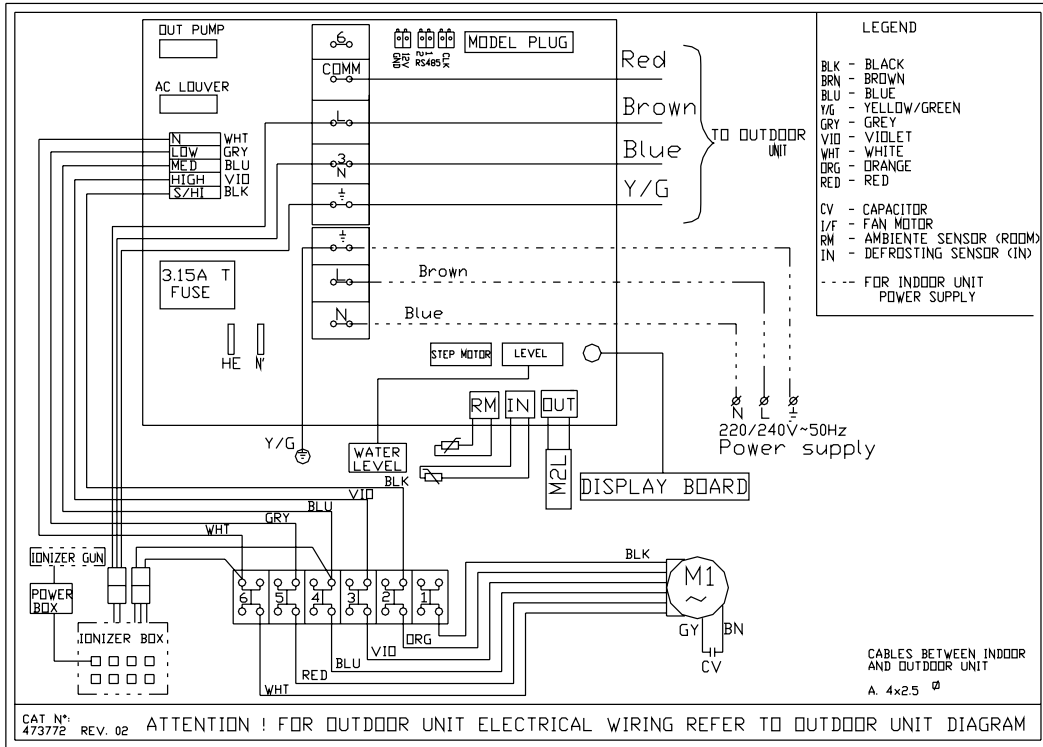 OUT PUMP
AC LOUVER
N WHT
LOW GRY
MED BLU
HIGH VIO
S/HI BLK
3.15A T
FUSE
HE N'
6
COMM
L
3
N
L
N
12V
GND
1
2
RS485
CLK
MODEL PLUG
Red
Brown
Blue
Y/G
TO OUTDOOR
UNIT
Brown
Blue
STEP MOTOR
LEVEL
RM
IN
OUT
N L
220/240V~50Hz
Power supply
Y/G
WATER
LEVEL
M2L
DISPLAY BOARD
BLK
VIO
BLU
GRY
WHT
IONIZER GUN
POWER
BOX
IONIZER BOX
6 5 4 3 2 1
ORG
VIO
BLU
RED
WHT
BLK
M1
~
GY BN
CV
LEGEND
BLK - BLACK
BRN - BROWN
BLU - BLUE
Y/G - YELLOW/GREEN
GRY - GREY
VIO - VIOLET
WHT - WHITE
ORG - ORANGE
RED - RED
CV - CAPACITOR
I/F - FAN MOTOR
RM - AMBIENTE SENSOR (ROOM)
IN - DEFROSTING SENSOR (IN)
---- FOR INDOOR UNIT
POWER SUPPLY
CABLES BETWEEN INDOOR
AND OUTDOOR UNIT
A. 4x2.5
CAT N°:
473772 REV. 02
ATTENTION ! FOR OUTDOOR UNIT ELECTRICAL WIRING REFER TO OUTDOOR UNIT DIAGRAM